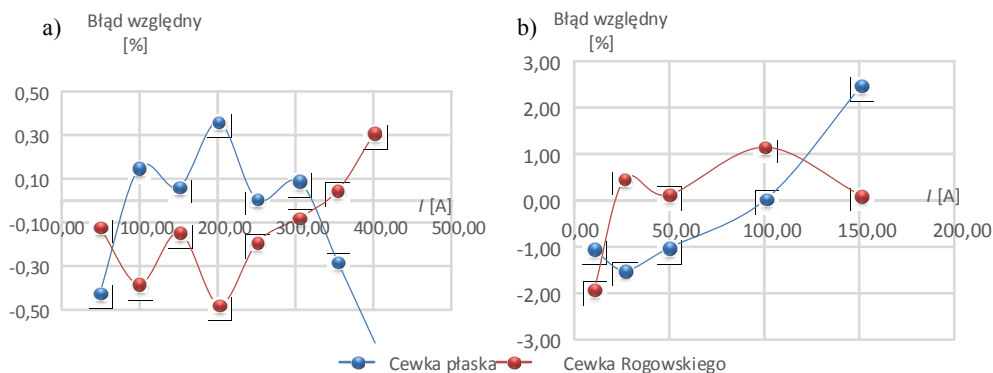 a) Błąd względny
[%]
0,50
0,30
0,10
-0,10
-0,30
-0,50
0,00 100,00 200,00 300,00 400,00 500,00
I [A]
b) Błąd względny
[%]
3,00
2,00
1,00
0,00
-1,00
-2,00
-3,00
0,00 50,00 100,00 150,00 200,00
I [A]
Cewka płaska Cewka Rogowskiego